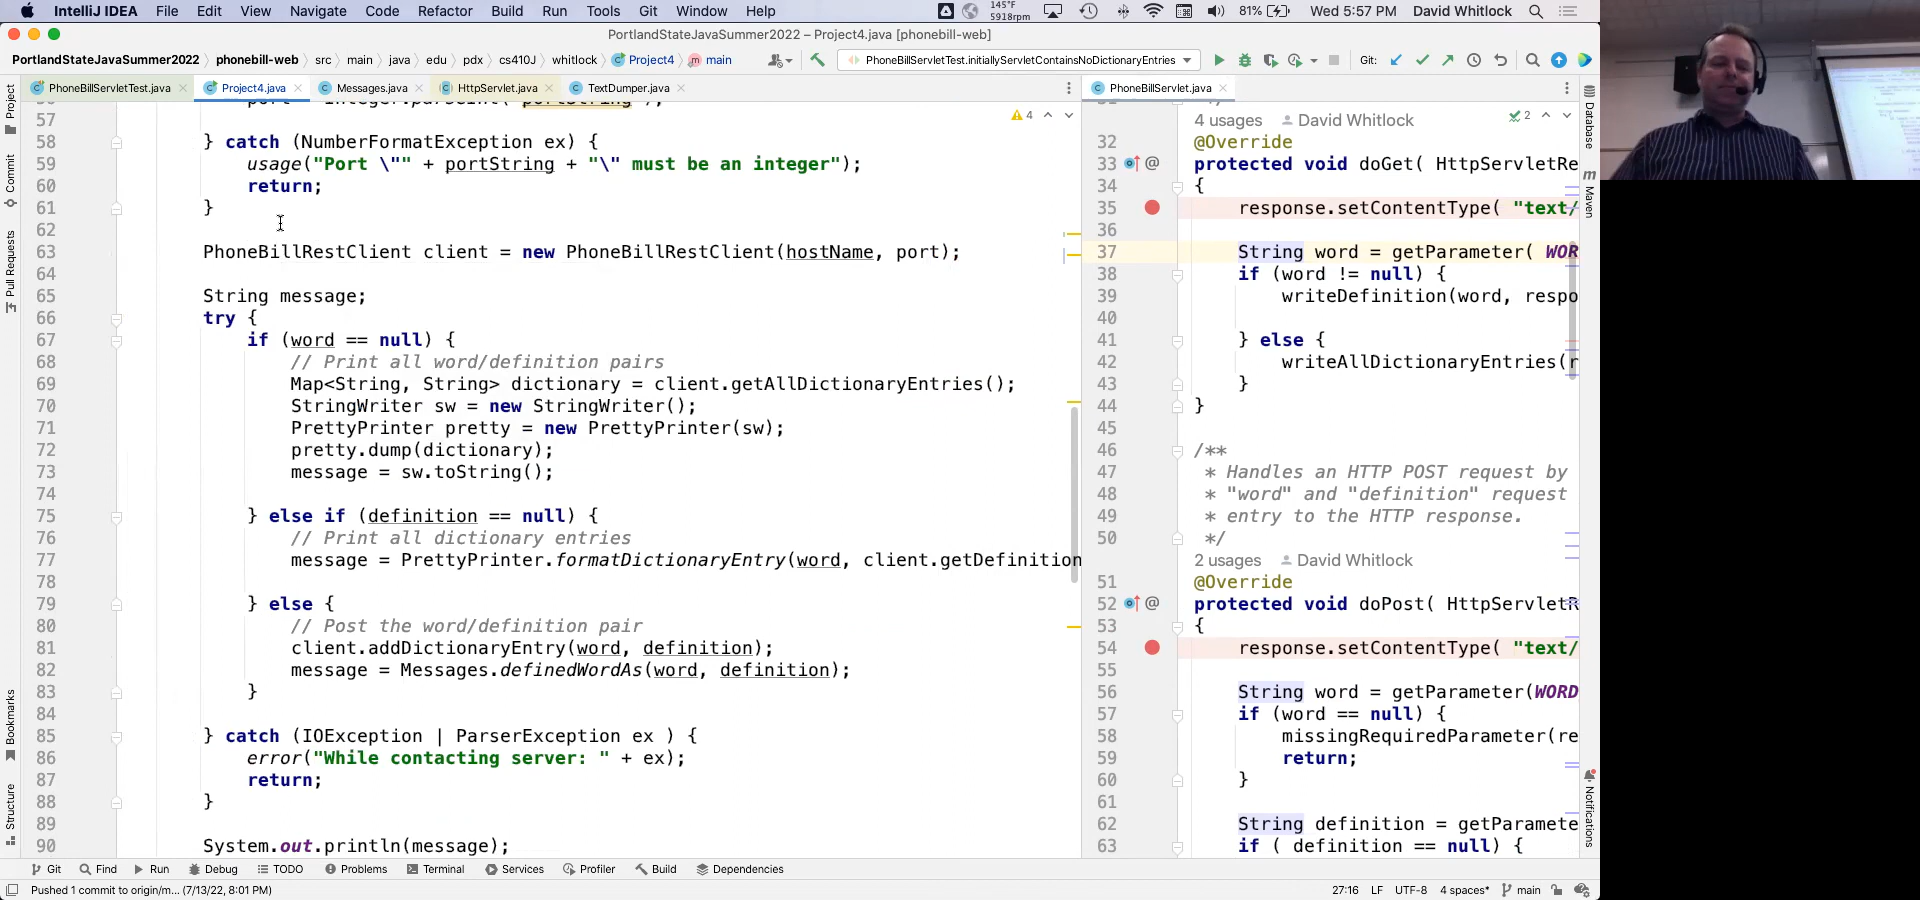 IntelliJ IDEA File Edit View Navigate Code Refactor Build Run Tools Git Window Help 145°F 5918rpm 81% Wed 5:57 PM David Whitlock
PortlandStateJavaSummer2022 – Project4.java [phonebill-web]
PortlandStateJavaSummer2022 phonebill-web src main java edu pdx cs410J whitlock Project4 main PhoneBillServletTest.initiallyServletContainsNoDictionaryEntries Git:
PhoneBillServletTest.java Project4.java Messages.java HttpServlet.java TextDumper.java
57
58 } catch (NumberFormatException ex) {
59 usage("Port \"" + portString + "\" must be an integer");
60 return;
61 }
62
63 PhoneBillRestClient client = new PhoneBillRestClient(hostName, port);
64
65 String message;
66 try {
67 if (word == null) {
68 // Print all word/definition pairs
69 Map<String, String> dictionary = client.getAllDictionaryEntries();
70 StringWriter sw = new StringWriter();
71 PrettyPrinter pretty = new PrettyPrinter(sw);
72 pretty.dump(dictionary);
73 message = sw.toString();
74
75 } else if (definition == null) {
76 // Print all dictionary entries
77 message = PrettyPrinter.formatDictionaryEntry(word, client.getDefinition
78
79 } else {
80 // Post the word/definition pair
81 client.addDictionaryEntry(word, definition);
82 message = Messages.definedWordAs(word, definition);
83 }
84
85 } catch (IOException | ParserException ex ) {
86 error("While contacting server: " + ex);
87 return;
88 }
89
90 System.out.println(message);
4
PhoneBillServlet.java
4 usages David Whitlock
2
32 @Override
33 protected void doGet( HttpServletRe
34 {
35 response.setContentType( "text/
36
37 String word = getParameter( WOR
38 if (word != null) {
39 writeDefinition(word, respo
40
41 } else {
42 writeAllDictionaryEntries(r
43 }
44 }
45
46 /**
47 * Handles an HTTP POST request by
48 * "word" and "definition" request
49 * entry to the HTTP response.
50 */
2 usages David Whitlock
51 @Override
52 protected void doPost( HttpServletR
53 {
54 response.setContentType( "text/
55
56 String word = getParameter(WORD
57 if (word == null) {
58 missingRequiredParameter(re
59 return;
60 }
61
62 String definition = getParamete
63 if ( definition == null) {
Project
Commit
Pull Requests
Bookmarks
Structure
Database
Maven
Notifications
Git Find Run Debug TODO Problems Terminal Services Profiler Build Dependencies
Pushed 1 commit to origin/m... (7/13/22, 8:01 PM) 27:16 LF UTF-8 4 spaces* main